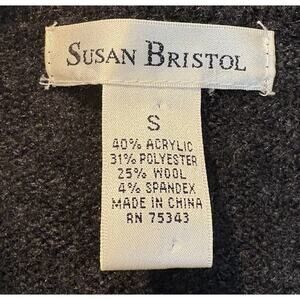 SUSAN BRISTOL
S
40% ACRYLIC
31% POLYESTER
25% WOOL
4% SPANDEX
MADE IN CHINA
RN 75343